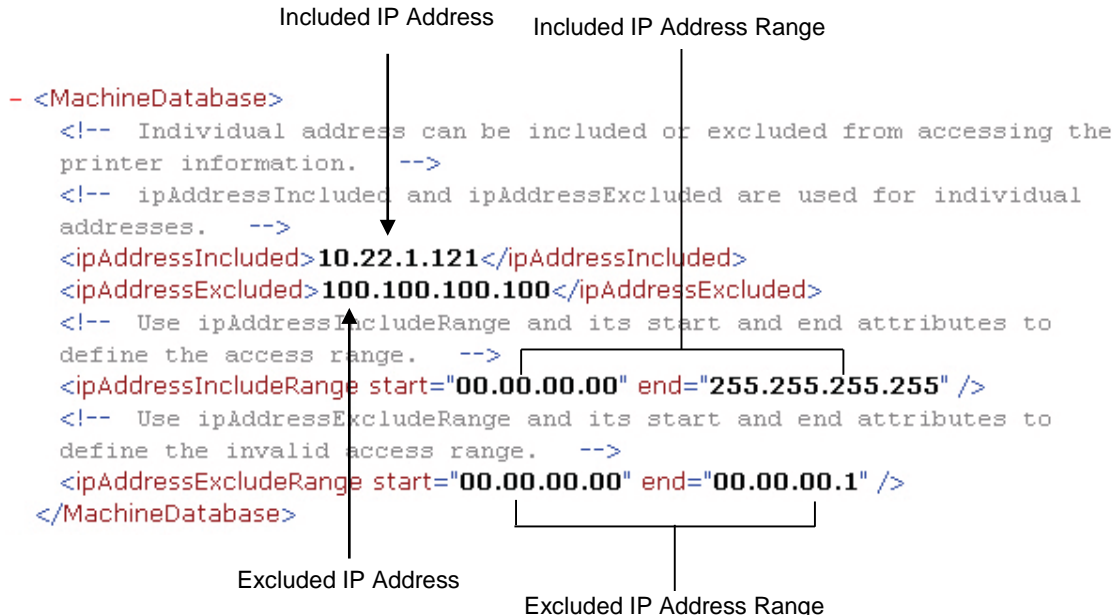 Included IP Address
Included IP Address Range
– <MachineDatabase>
<!-- Individual address can be included or excluded from accessing the
printer information. -->
<!-- ipAddressIncluded and ipAddressExcluded are used for individual
addresses. -->
<ipAddressIncluded>10.22.1.121</ipAddressIncluded>
<ipAddressExcluded>100.100.100.100</ipAddressExcluded>
<!-- Use ipAddressIncludeRange and its start and end attributes to
define the access range. -->
<ipAddressIncludeRange start="00.00.00.00" end="255.255.255.255" />
<!-- Use ipAddressExcludeRange and its start and end attributes to
define the invalid access range. -->
<ipAddressExcludeRange start="00.00.00.00" end="00.00.00.1" />
</MachineDatabase>
Excluded IP Address
Excluded IP Address Range